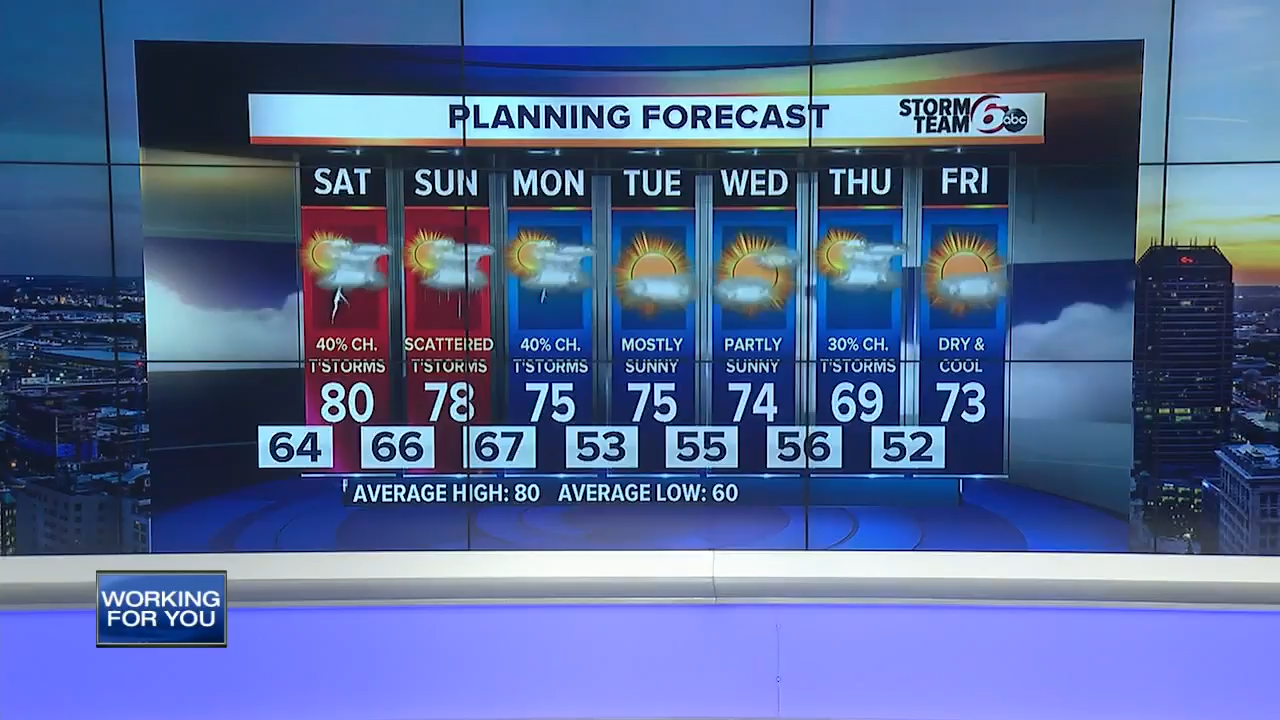 PLANNING FORECAST
STORM
TEAM 6 abc
SAT SUN MON TUE WED THU FRI
40% CH. SCATTERED 40% CH. MOSTLY PARTLY 30% CH. DRY &
T'STORMS T'STORMS T'STORMS SUNNY SUNNY T'STORMS COOL
80 78 75 75 74 69 73
64 66 67 53 55 56 52
AVERAGE HIGH: 80 AVERAGE LOW: 60
WORKING
FOR YOU